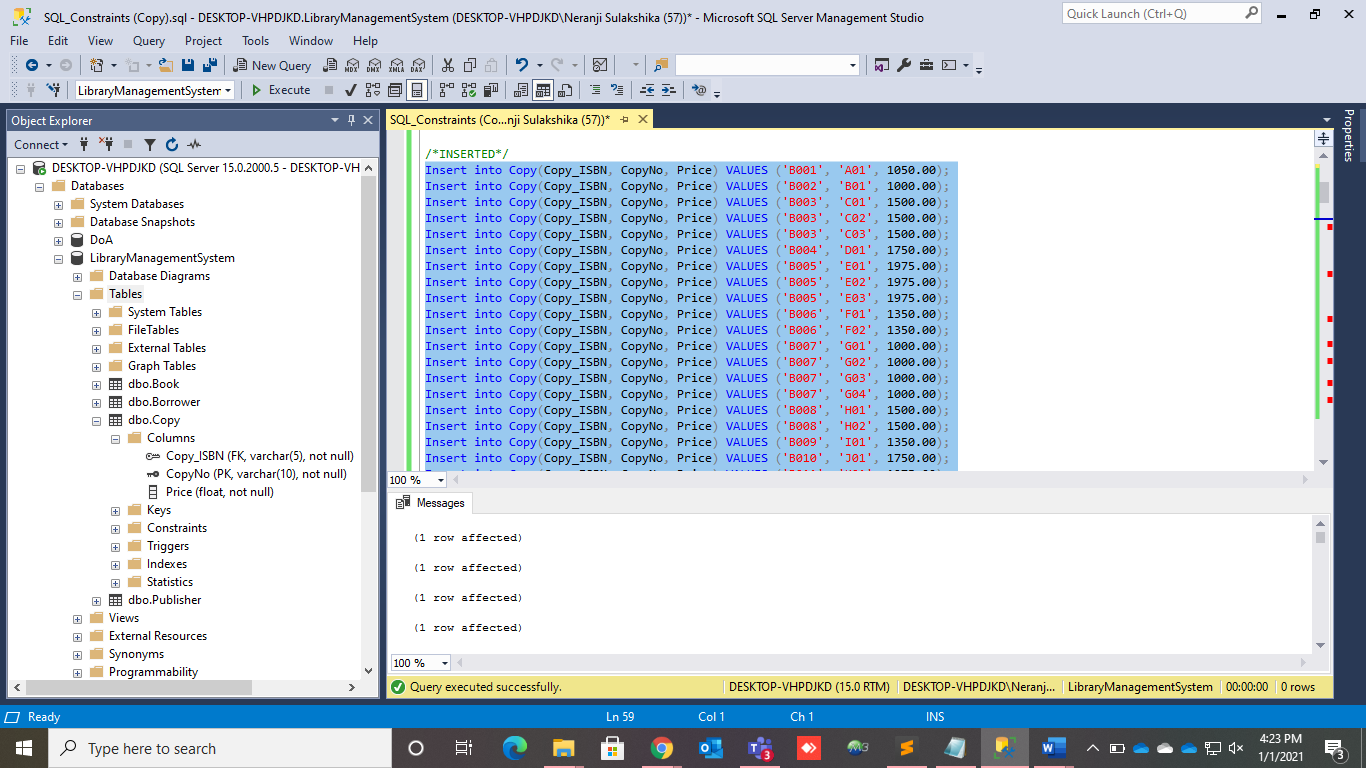 SQL_Constraints (Copy).sql - DESKTOP-VHPDJKD.LibraryManagementSystem (DESKTOP-VHPDJKD\Neranji Sulakshika (57))* - Microsoft SQL Server Management Studio
Quick Launch (Ctrl+Q)
File Edit View Query Project Tools Window Help
New Query MDX DMX XMLA DAX
LibraryManagementSystem Execute
Object Explorer
SQL_Constraints (Co...nji Sulakshika (57))*
Properties
Connect
DESKTOP-VHPDJKD (SQL Server 15.0.2000.5 - DESKTOP-VH
Databases
System Databases
Database Snapshots
DoA
LibraryManagementSystem
Database Diagrams
Tables
System Tables
FileTables
External Tables
Graph Tables
dbo.Book
dbo.Borrower
dbo.Copy
Columns
Copy_ISBN (FK, varchar(5), not null)
CopyNo (PK, varchar(10), not null)
Price (float, not null)
Keys
Constraints
Triggers
Indexes
Statistics
dbo.Publisher
Views
External Resources
Synonyms
Programmability
/*INSERTED*/
Insert into Copy(Copy_ISBN, CopyNo, Price) VALUES ('B001', 'A01', 1050.00);
Insert into Copy(Copy_ISBN, CopyNo, Price) VALUES ('B002', 'B01', 1000.00);
Insert into Copy(Copy_ISBN, CopyNo, Price) VALUES ('B003', 'C01', 1500.00);
Insert into Copy(Copy_ISBN, CopyNo, Price) VALUES ('B003', 'C02', 1500.00);
Insert into Copy(Copy_ISBN, CopyNo, Price) VALUES ('B003', 'C03', 1500.00);
Insert into Copy(Copy_ISBN, CopyNo, Price) VALUES ('B004', 'D01', 1750.00);
Insert into Copy(Copy_ISBN, CopyNo, Price) VALUES ('B005', 'E01', 1975.00);
Insert into Copy(Copy_ISBN, CopyNo, Price) VALUES ('B005', 'E02', 1975.00);
Insert into Copy(Copy_ISBN, CopyNo, Price) VALUES ('B005', 'E03', 1975.00);
Insert into Copy(Copy_ISBN, CopyNo, Price) VALUES ('B006', 'F01', 1350.00);
Insert into Copy(Copy_ISBN, CopyNo, Price) VALUES ('B006', 'F02', 1350.00);
Insert into Copy(Copy_ISBN, CopyNo, Price) VALUES ('B007', 'G01', 1000.00);
Insert into Copy(Copy_ISBN, CopyNo, Price) VALUES ('B007', 'G02', 1000.00);
Insert into Copy(Copy_ISBN, CopyNo, Price) VALUES ('B007', 'G03', 1000.00);
Insert into Copy(Copy_ISBN, CopyNo, Price) VALUES ('B007', 'G04', 1000.00);
Insert into Copy(Copy_ISBN, CopyNo, Price) VALUES ('B008', 'H01', 1500.00);
Insert into Copy(Copy_ISBN, CopyNo, Price) VALUES ('B008', 'H02', 1500.00);
Insert into Copy(Copy_ISBN, CopyNo, Price) VALUES ('B009', 'I01', 1350.00);
Insert into Copy(Copy_ISBN, CopyNo, Price) VALUES ('B010', 'J01', 1750.00);
100 %
Messages
(1 row affected)
(1 row affected)
(1 row affected)
(1 row affected)
100 %
Query executed successfully. DESKTOP-VHPDJKD (15.0 RTM) DESKTOP-VHPDJKD\Neranj... LibraryManagementSystem 00:00:00 0 rows
Ready Ln 59 Col 1 Ch 1 INS
Type here to search
4:23 PM
1/1/2021
3
3